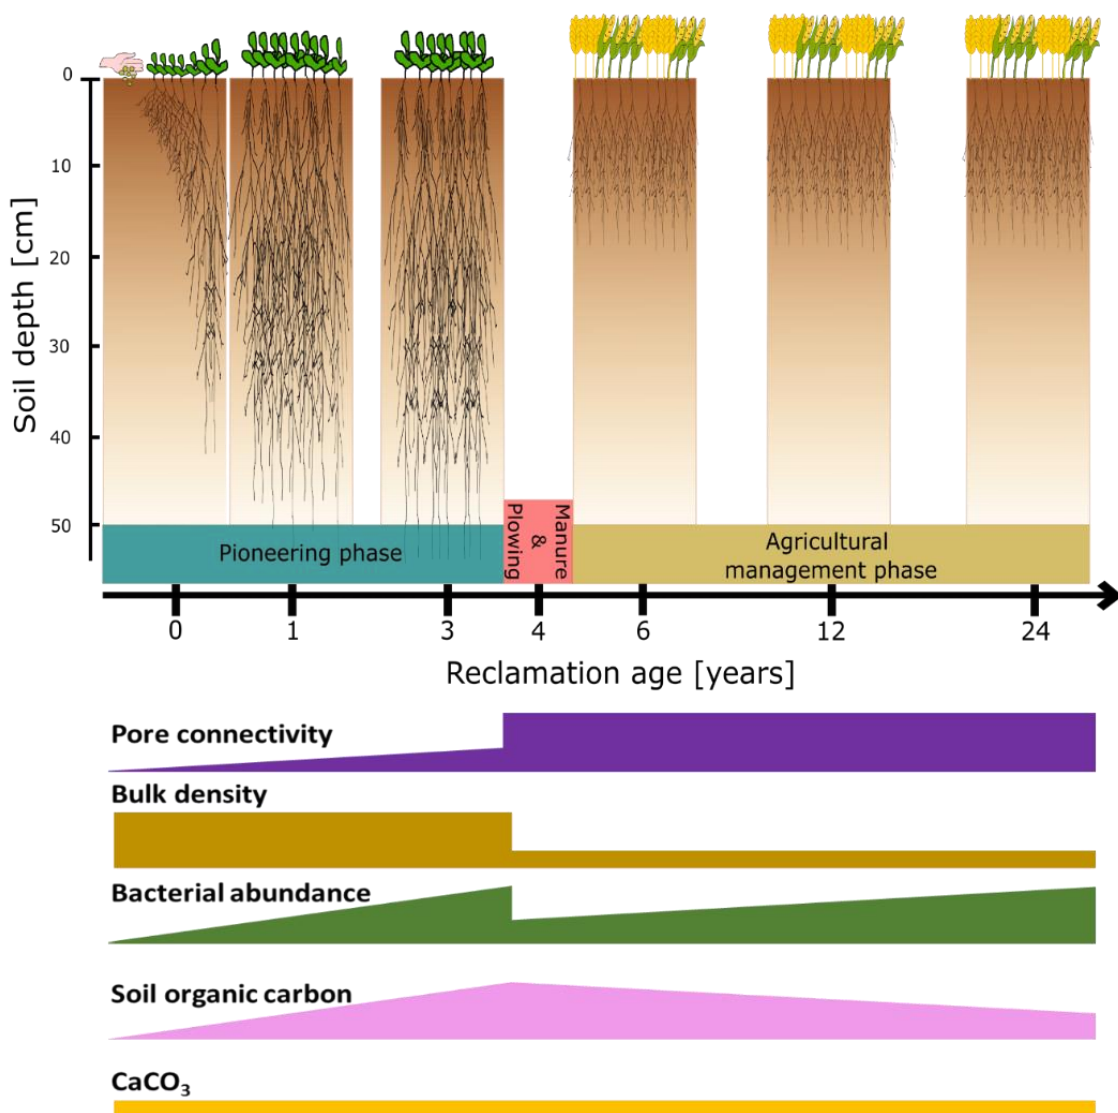 0
10
20
30
40
50
Soil depth [cm]
Pioneering phase
Manure
&
Plowing
Agricultural
management phase
0
1
3
4
6
12
24
Reclamation age [years]
Pore connectivity
Bulk density
Bacterial abundance
Soil organic carbon
CaCO₃